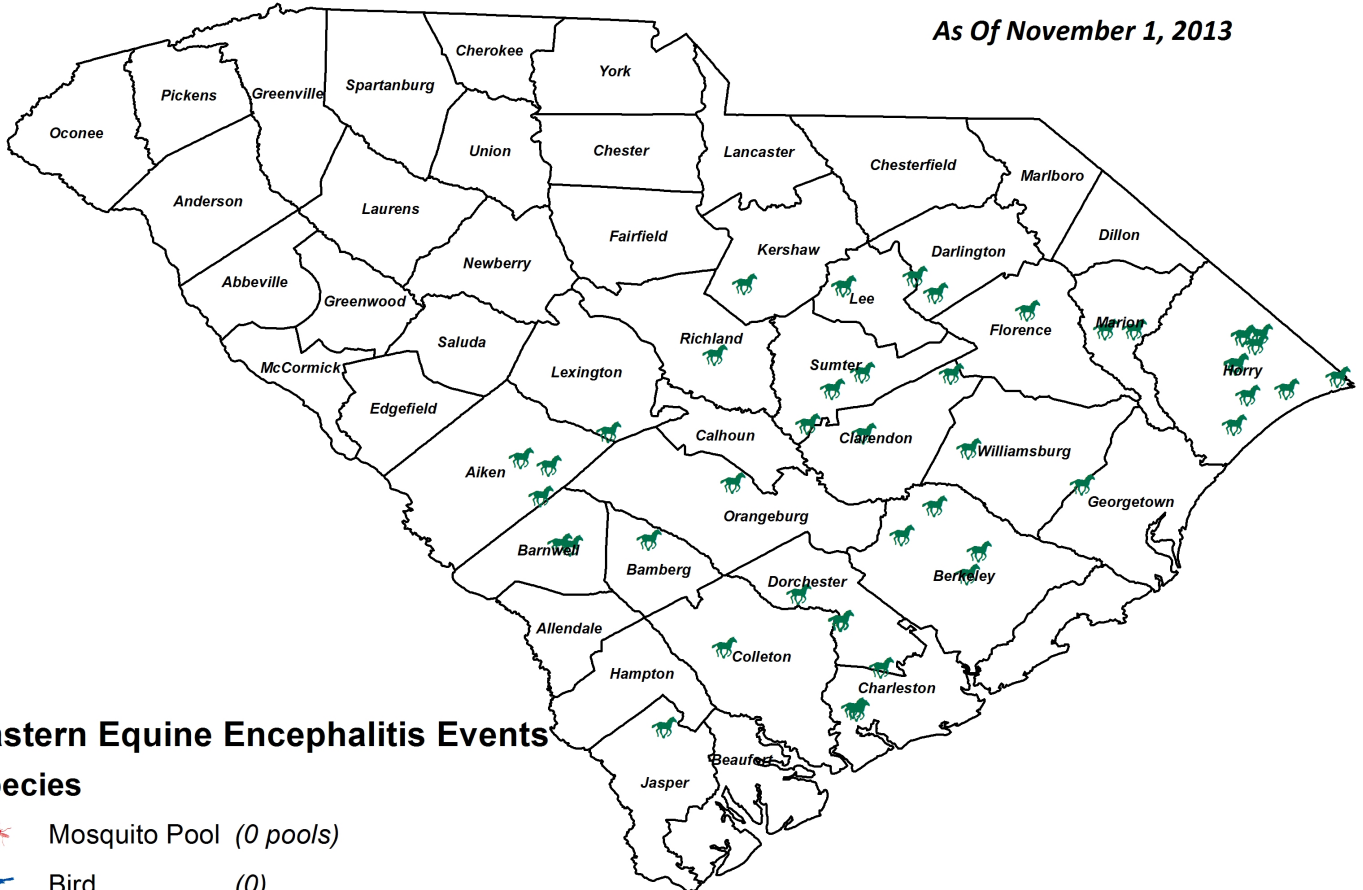 As Of November 1, 2013
Cherokee
York
Spartanburg
Pickens
Greenville
Oconee
Union
Chester
Lancaster
Chesterfield
Marlboro
Anderson
Laurens
Fairfield
Kershaw
Darlington
Dillon
Newberry
Abbeville
Greenwood
Lee
Florence
Marion
Saluda
Richland
McCormick
Lexington
Sumter
Horry
Edgefield
Calhoun
Clarendon
Williamsburg
Aiken
Orangeburg
Georgetown
Barnwell
Bamberg
Dorchester
Berkeley
Allendale
Colleton
Hampton
Charleston
Equine Encephalitis Events
Beaufort
Jasper
Mosquito Pool (0 pools)
Bird (0)